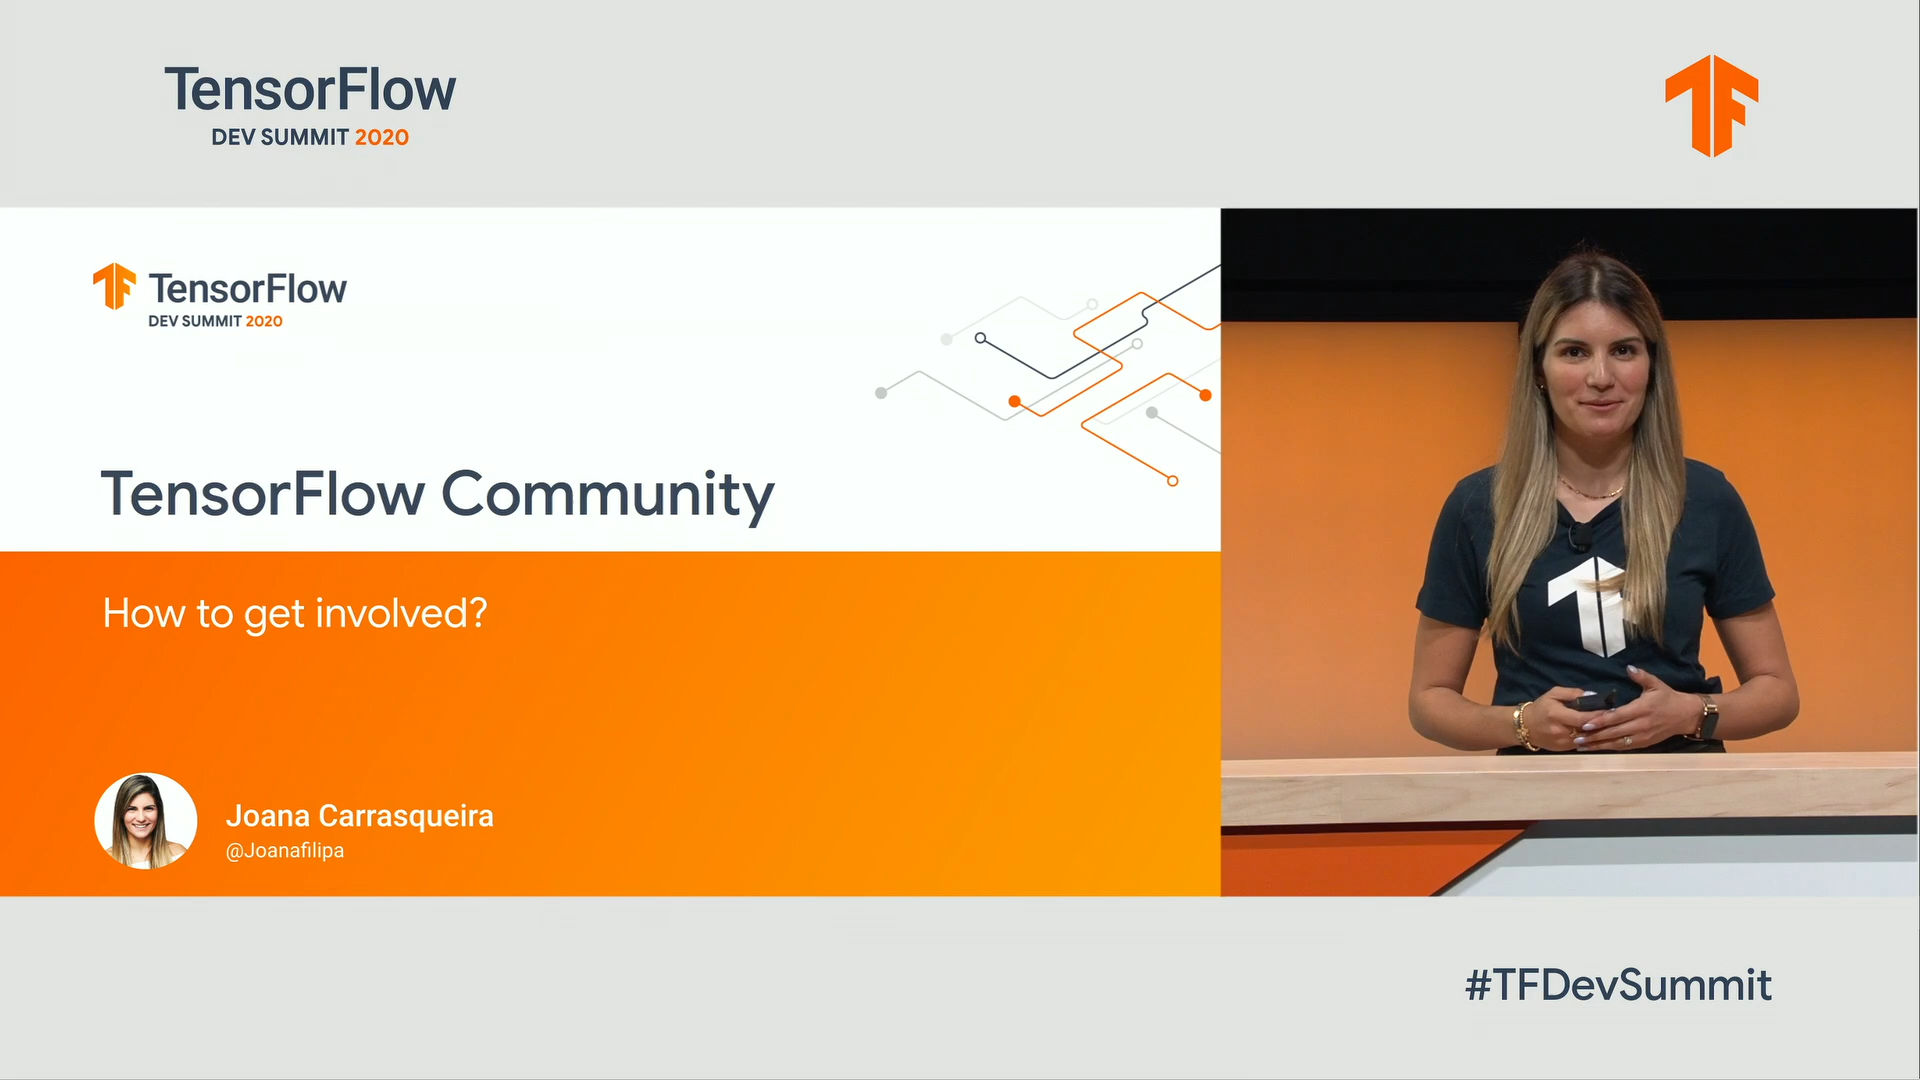 TensorFlow
DEV SUMMIT 2020
TensorFlow
DEV SUMMIT 2020
TensorFlow Community
How to get involved?
Joana Carrasqueira
@Joanafilipa
#TFDevSummit